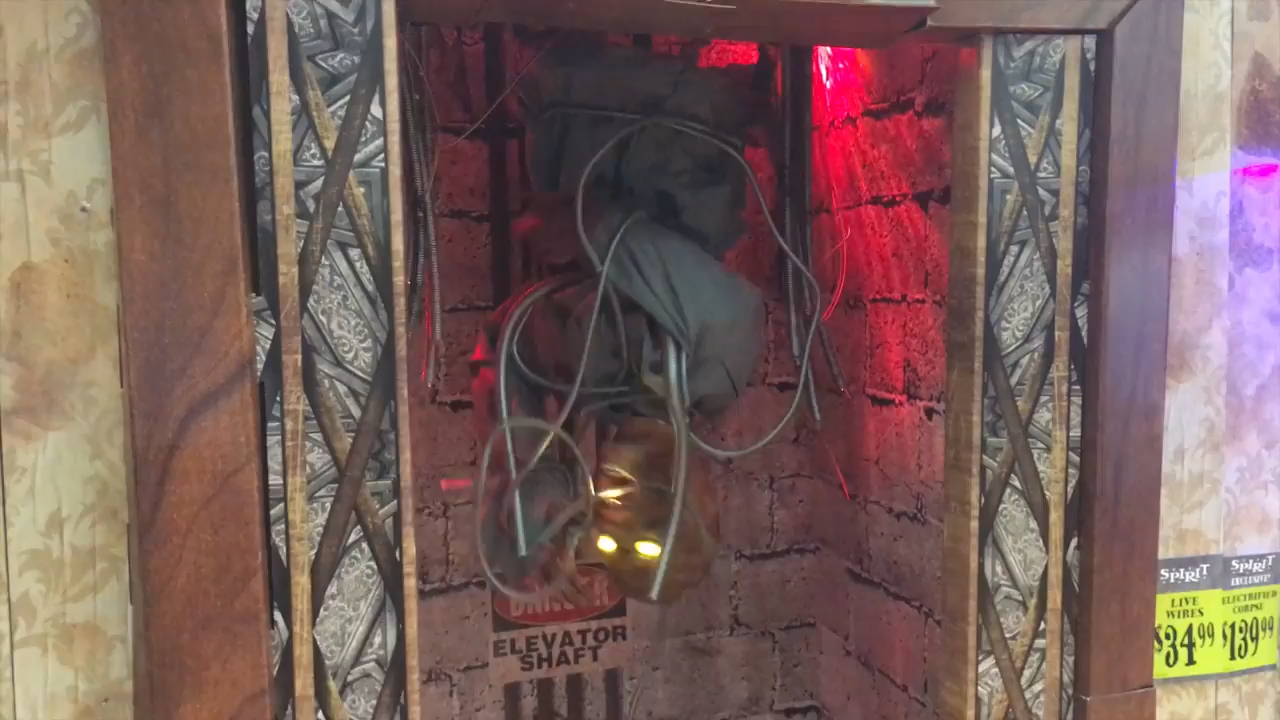 DANGER
ELEVATOR
SHAFT
SPIRIT
LIVE
WIRES
$34.99
SPIRIT
EXCLUSIVE
ELECTRIFIED
CORPSE
$139.99